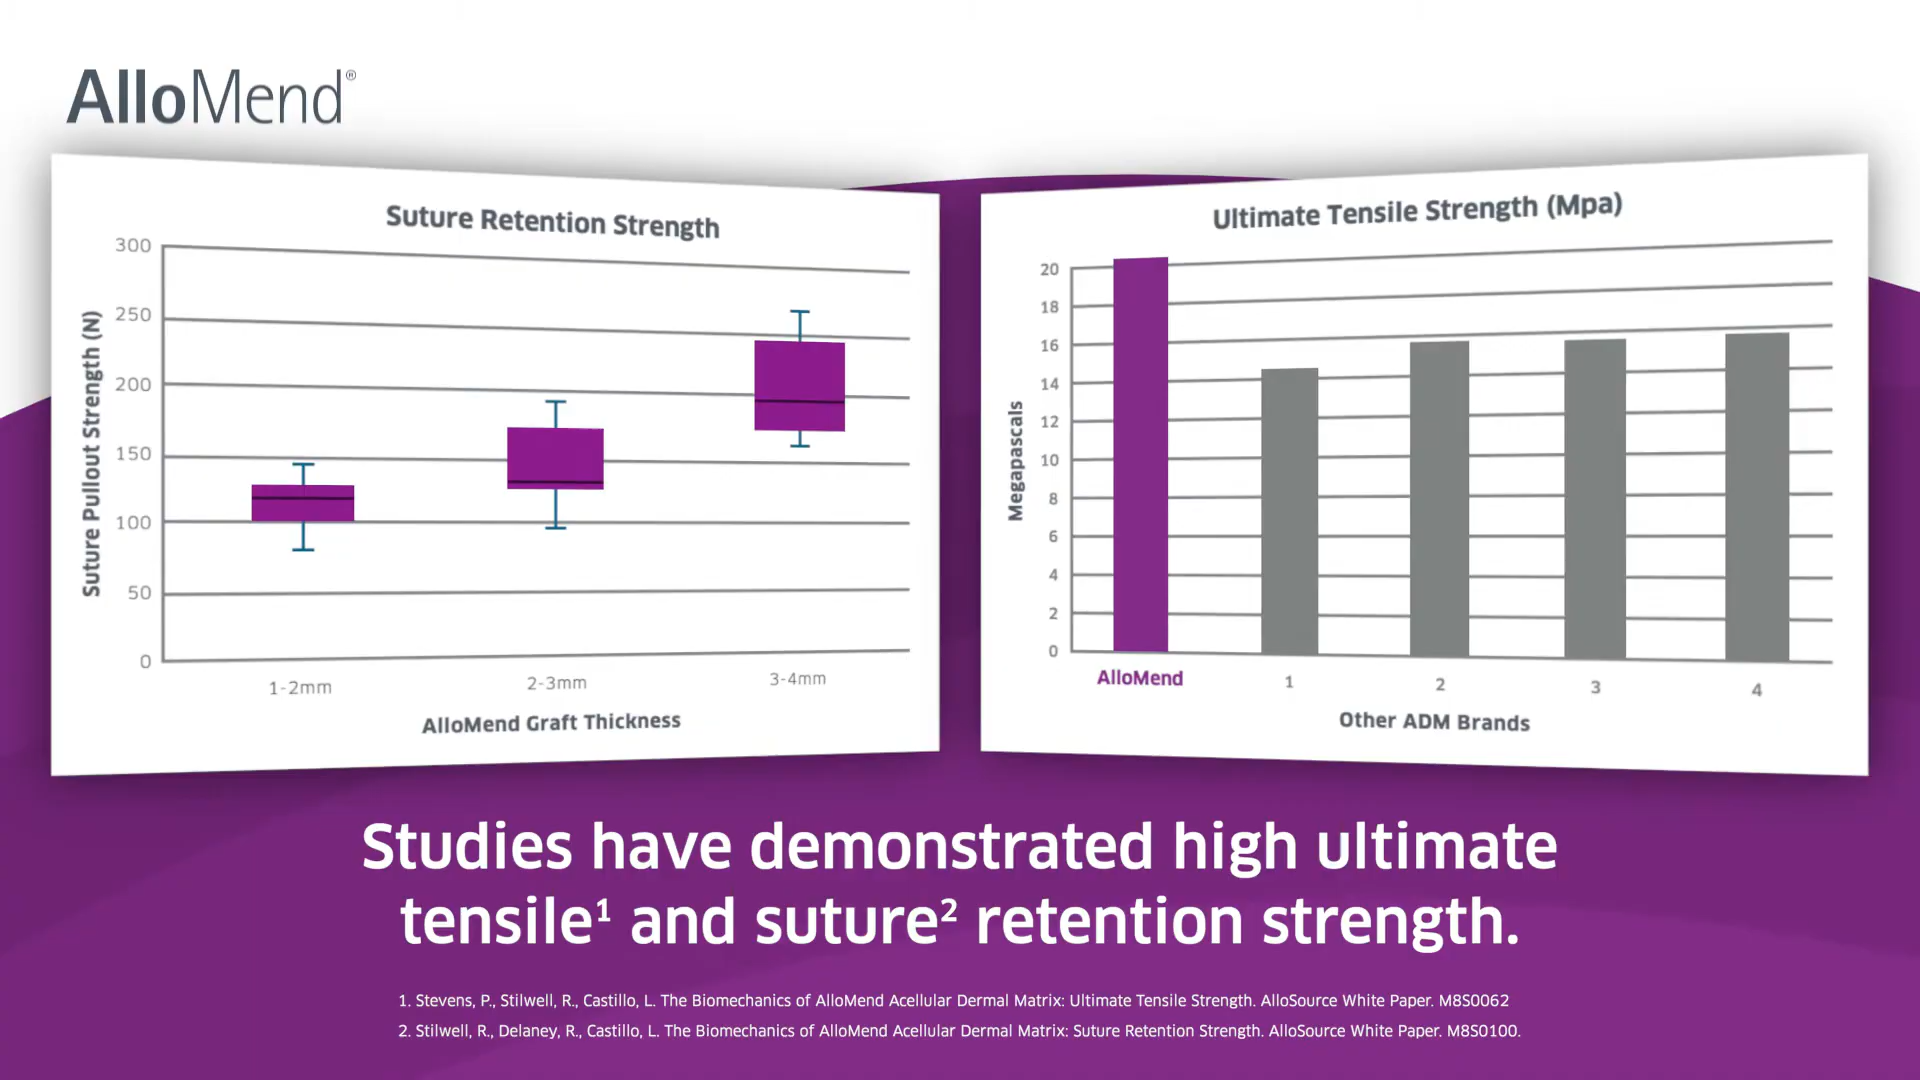 AlloMend®
Suture Retention Strength
300
250
200
150
100
50
0
Suture Pullout Strength (N)
1-2mm
2-3mm
3-4mm
AlloMend Graft Thickness
Ultimate Tensile Strength (Mpa)
20
18
16
14
12
10
8
6
4
2
0
Megapascals
AlloMend
1
2
3
4
Other ADM Brands
Studies have demonstrated high ultimate
tensile¹ and suture² retention strength.
1. Stevens, P., Stilwell, R., Castillo, L. The Biomechanics of AlloMend Acellular Dermal Matrix: Ultimate Tensile Strength. AlloSource White Paper. M8S0062
2. Stilwell, R., Delaney, R., Castillo, L. The Biomechanics of AlloMend Acellular Dermal Matrix: Suture Retention Strength. AlloSource White Paper. M8S0100.